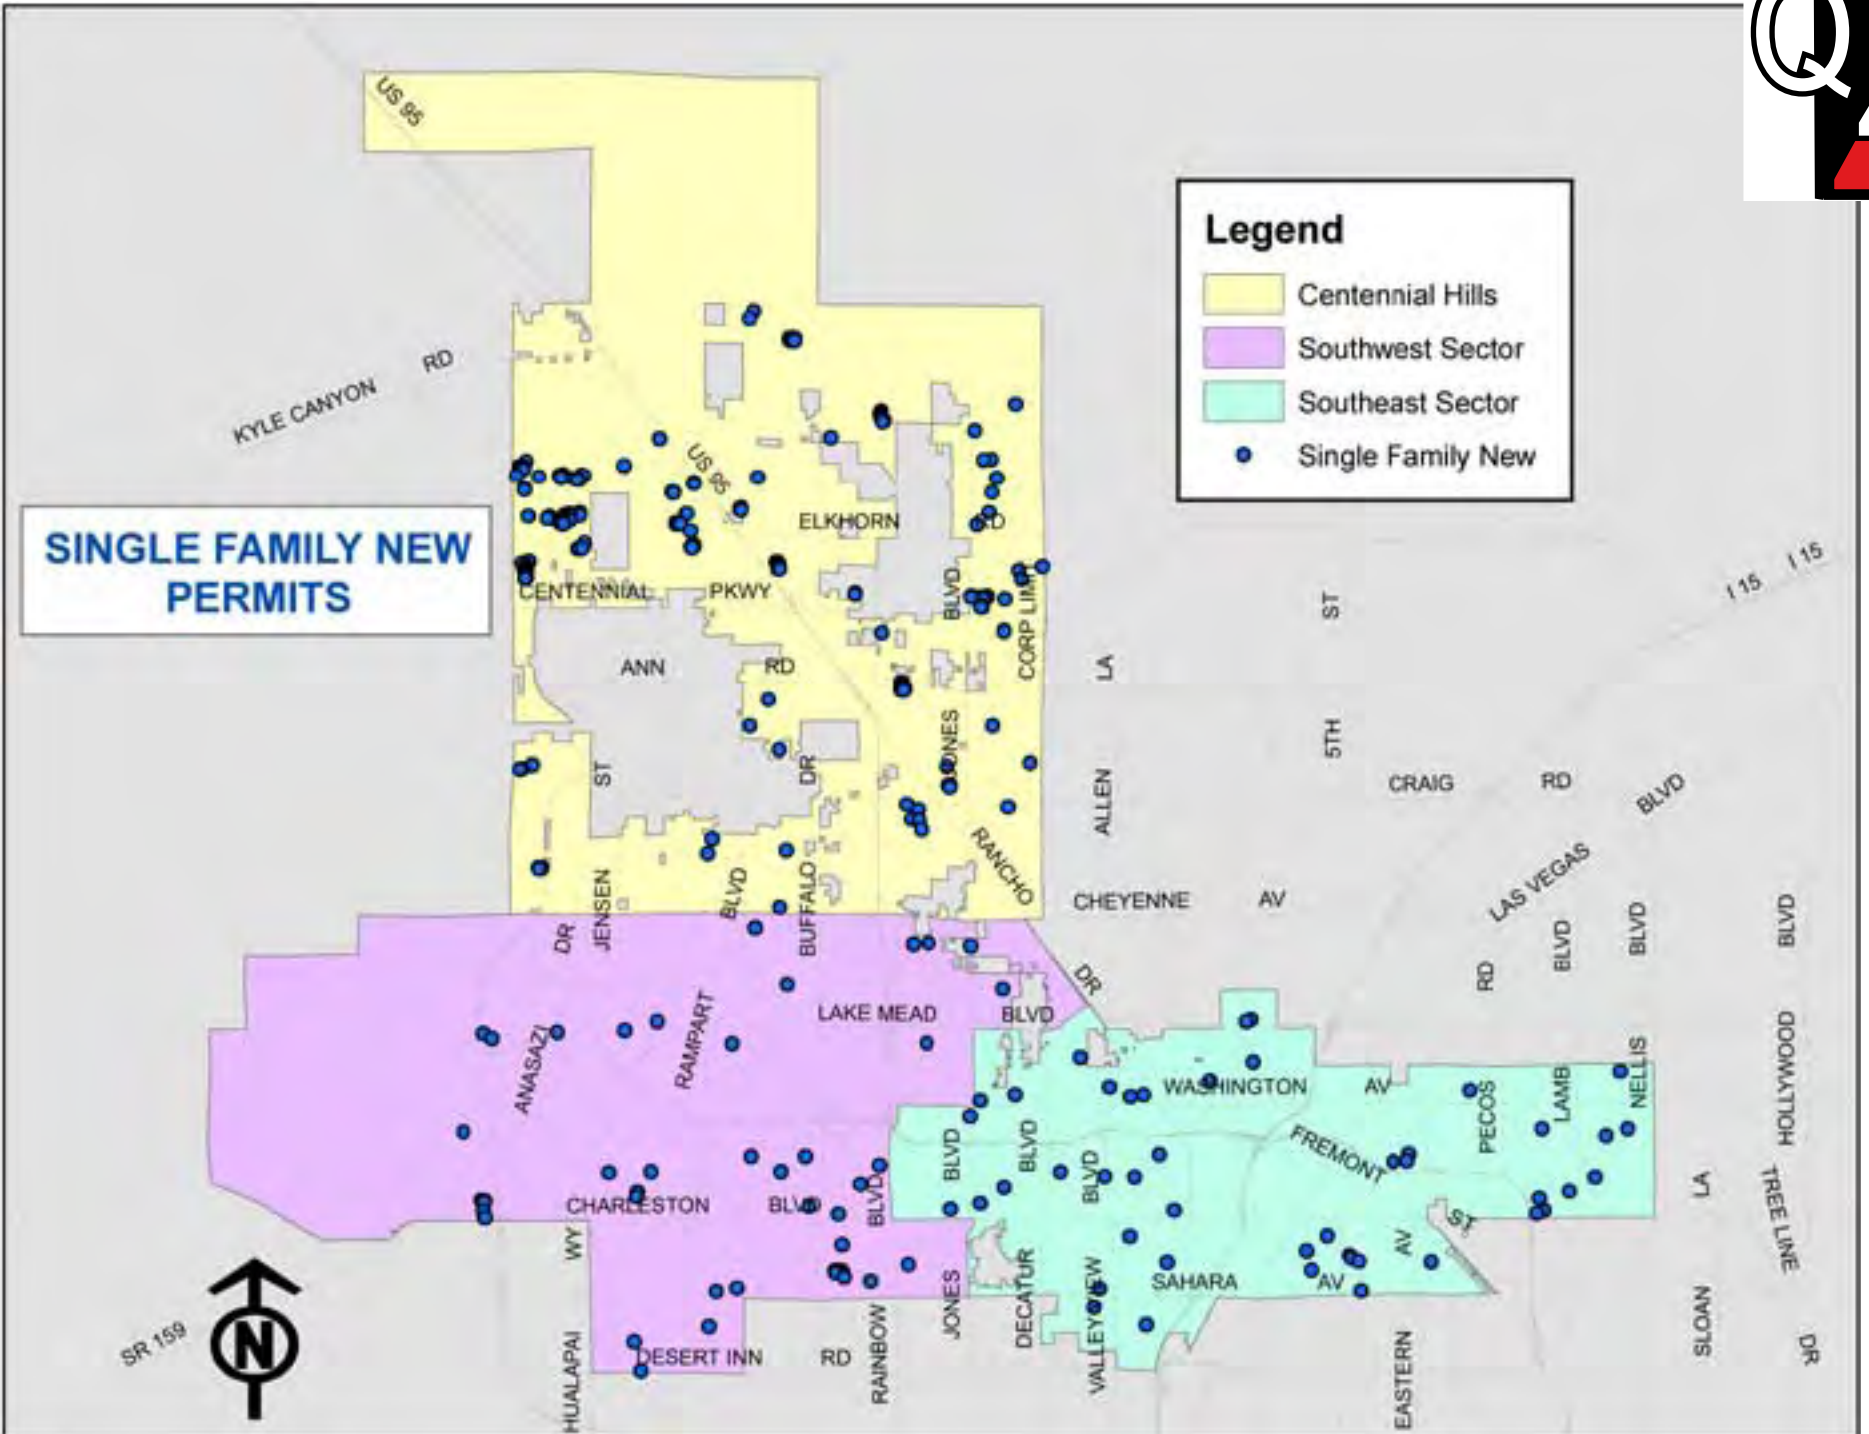 Q
US 95
Legend
Centennial Hills
Southwest Sector
Southeast Sector
Single Family New
KYLE CANYON RD
US 95
SINGLE FAMILY NEW
PERMITS
ELKHORN RD
I 15
I 15
CENTENNIAL PKWY
BLVD
CORP LIMIT
ST
ANN RD
LA
JONES
5TH
ST
DR
ALLEN
CRAIG RD
BLVD
RANCHO
LAS VEGAS
JENSEN
BLVD
BUFFALO
CHEYENNE AV
DR
BLVD
BLVD
BLVD
RD
DR
LAKE MEAD BLVD
RAMPART
ANASAZI
WASHINGTON AV
PECOS
LAMB
NELLIS
HOLLYWOOD
BLVD
BLVD
BLVD
FREMONT
CHARLESTON BLVD
BLVD
ST
LA
TREE LINE
WY
AV
SAHARA AV
JONES
DECATUR
VALLEYVIEW
SLOAN
SR 159
N
DESERT INN RD
HUALAPAI
RAINBOW
EASTERN
DR